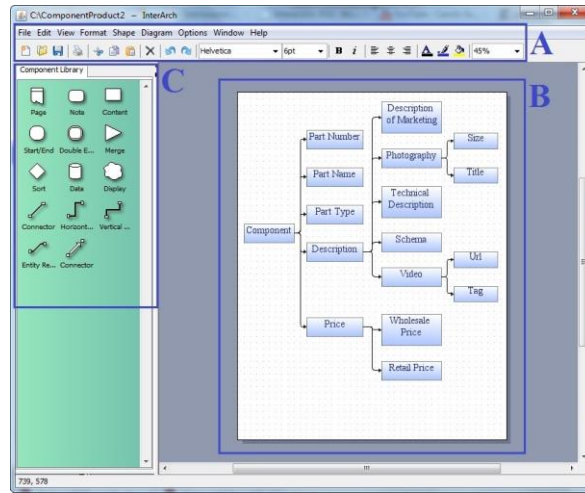 C:\ComponentProduct2 - InterArch
File Edit View Format Shape Diagram Options Window Help
Helvetica 6pt B i A 45%
A
Component Library
C
B
Page Note Content
Start/End Double E... Merge
Sort Data Display
Connector Horizont... Vertical ...
Entity Re... Connector
Description
of Marketing
Part Number
Size
Photography
Title
Part Name
Technical
Description
Part Type
Component
Schema
Description
Url
Video
Tag
Price
Wholesale
Price
Retail Price
739, 578